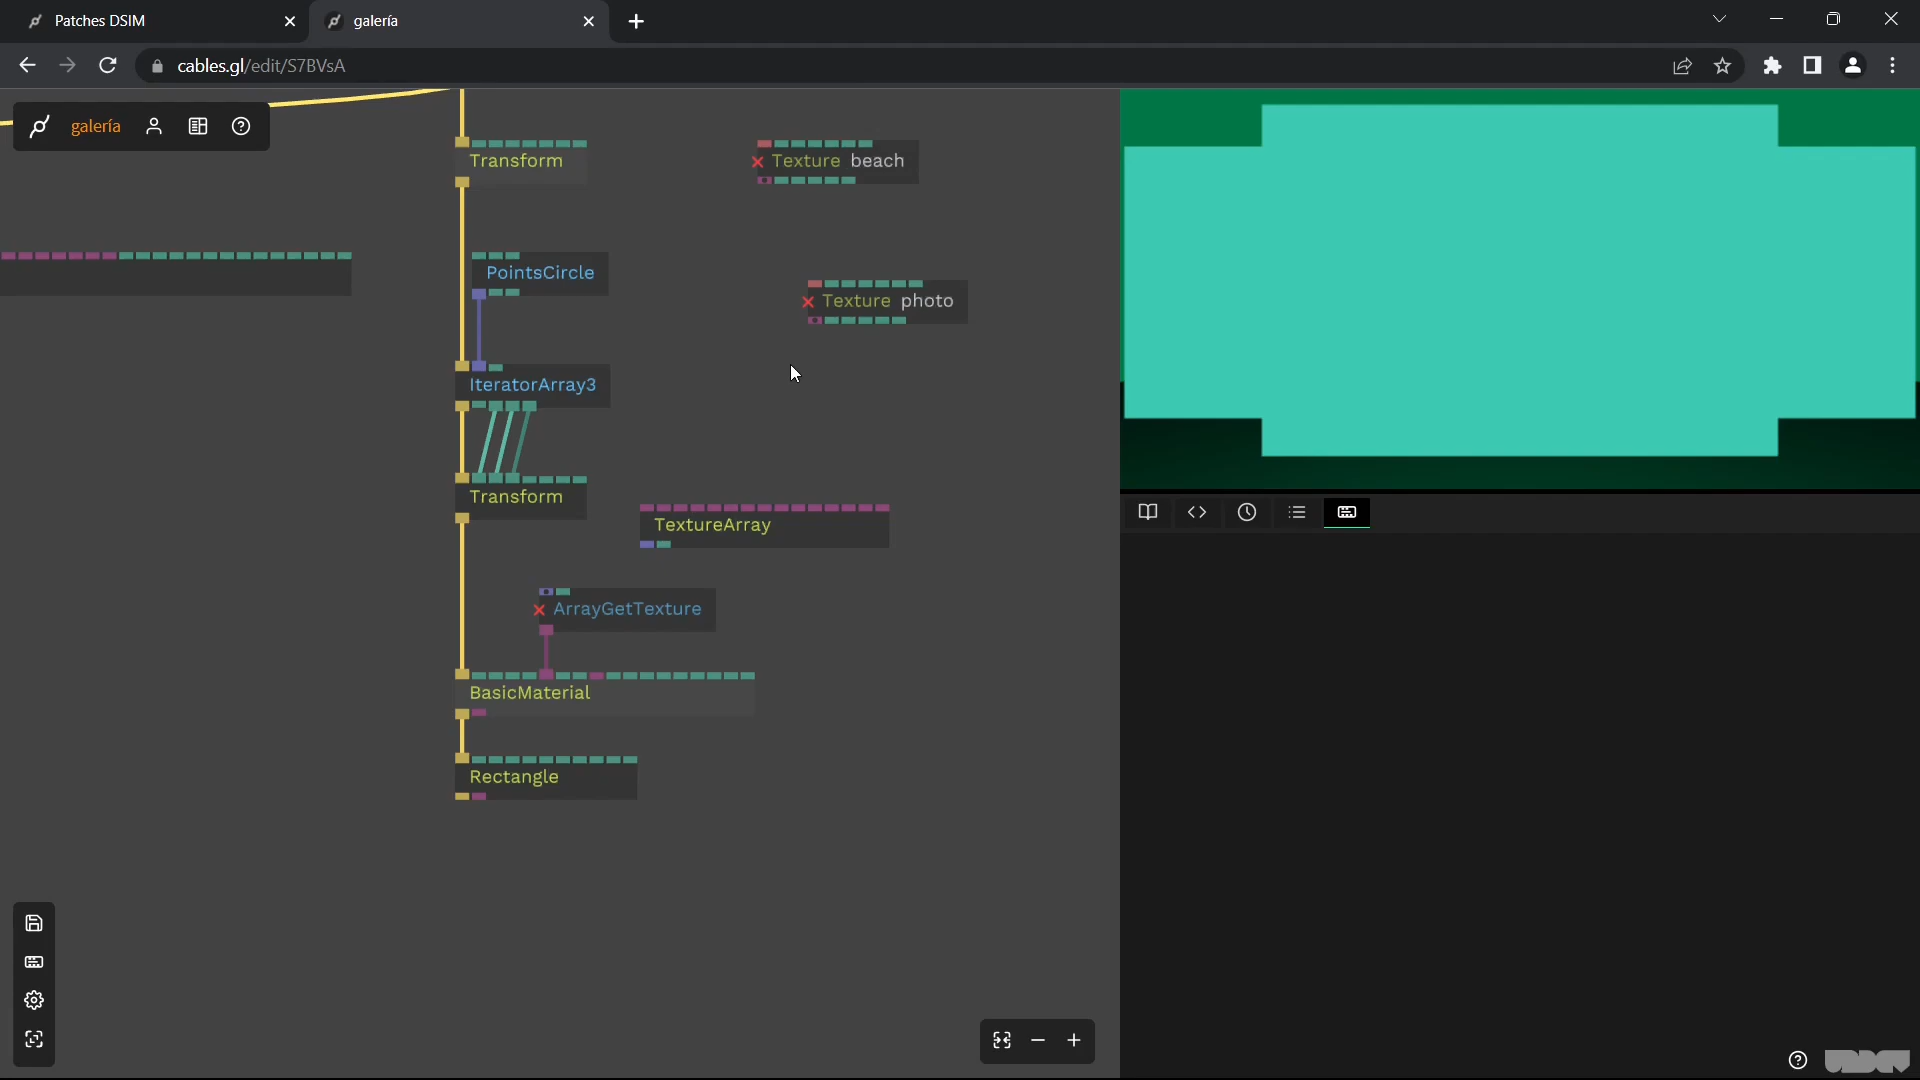 Patches DSIM
galería
cables.gl/edit/S7BVsA
galería
Transform
Texture beach
PointsCircle
Texture photo
IteratorArray3
Transform
TextureArray
ArrayGetTexture
BasicMaterial
Rectangle